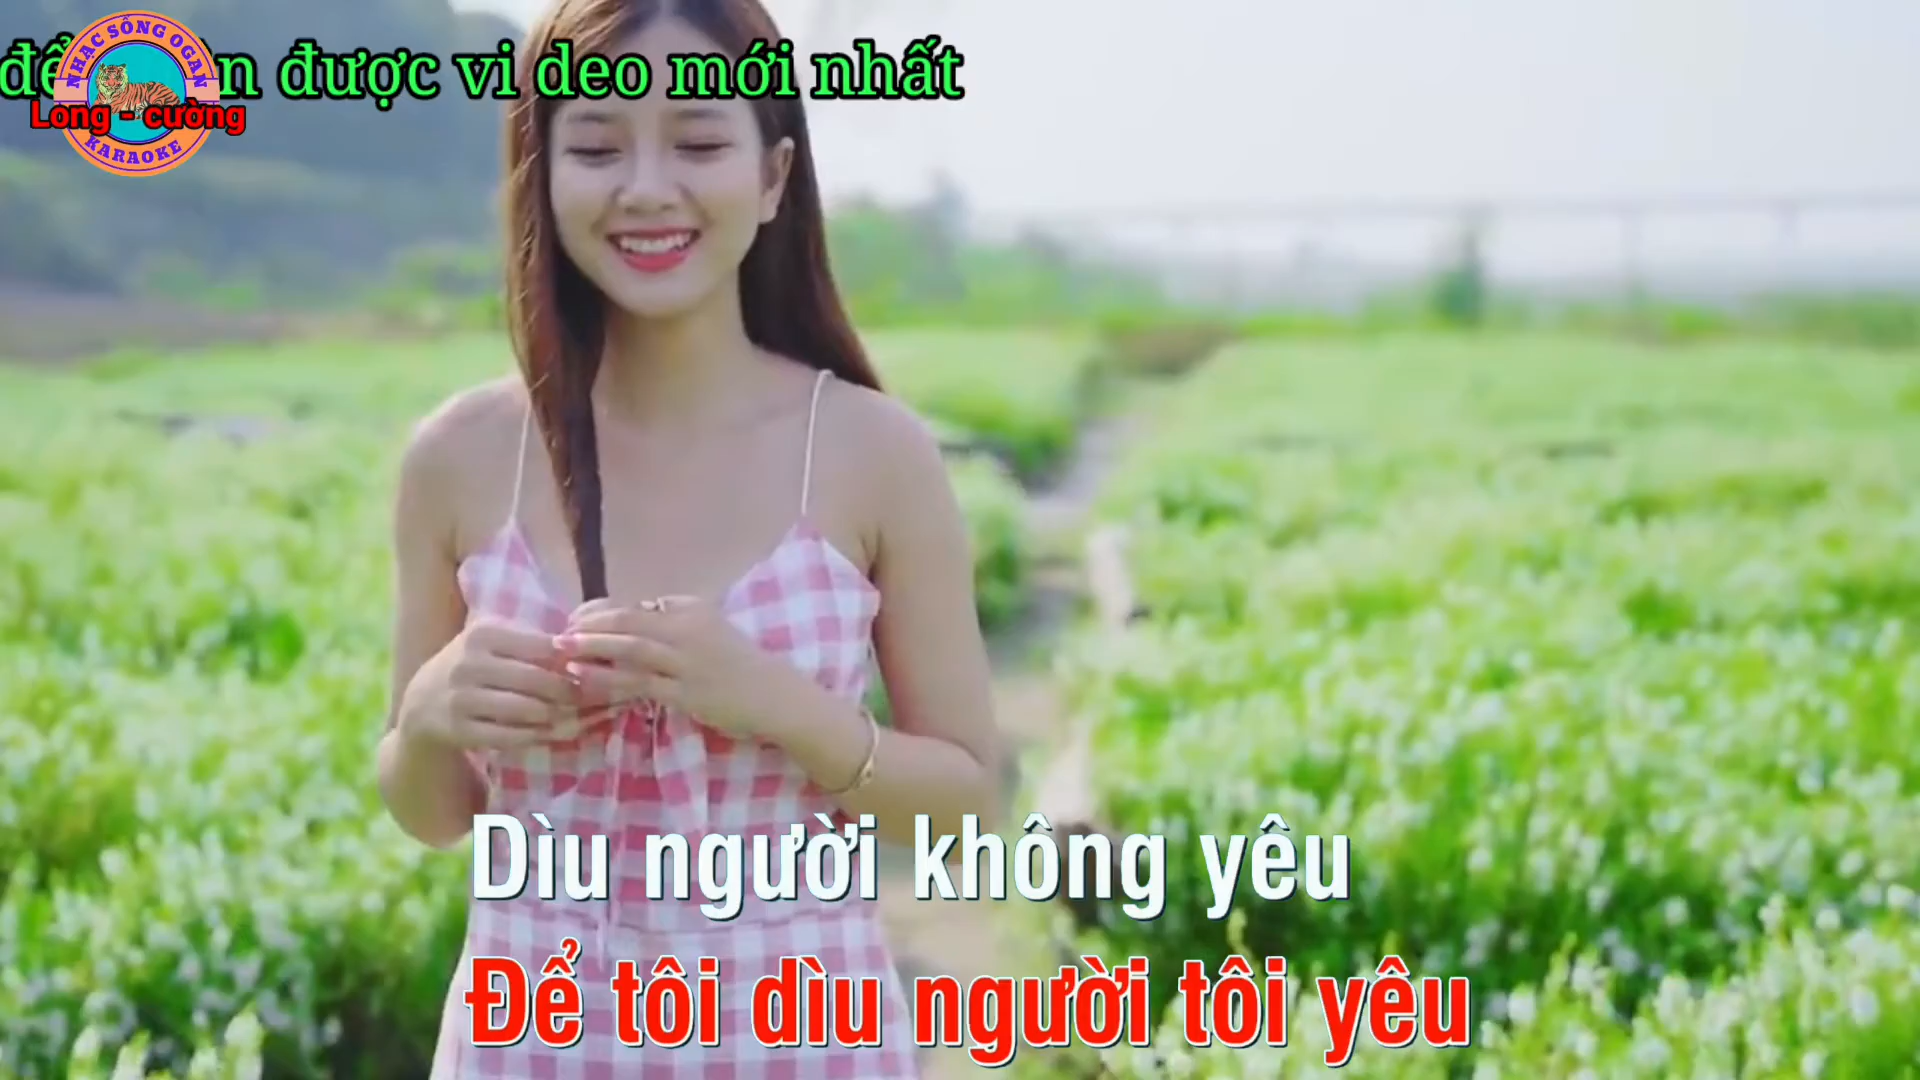 để được vi deo mới nhất
NHẠC SỐNG OGAN
Long - cường
KARAOKE
Dìu người không yêu
Để tôi dìu người tôi yêu